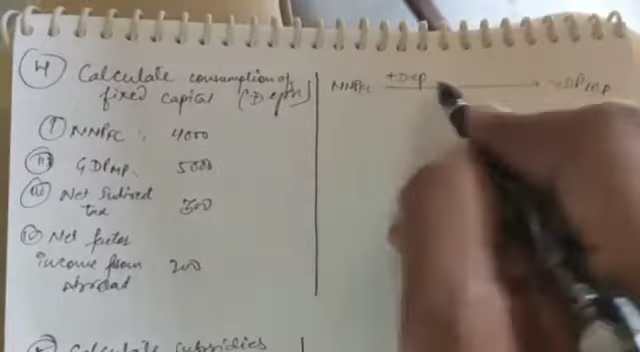 4 Calculate consumption of
fixed capital (Depn)
(i) NNPFC : 4000
(ii) GDPMP. 5000
(iii) Net Indirect
tax 300
(iv) Net factor
income from 200
abroad
NNPFC +Dep DPMP
Calculate subsidies